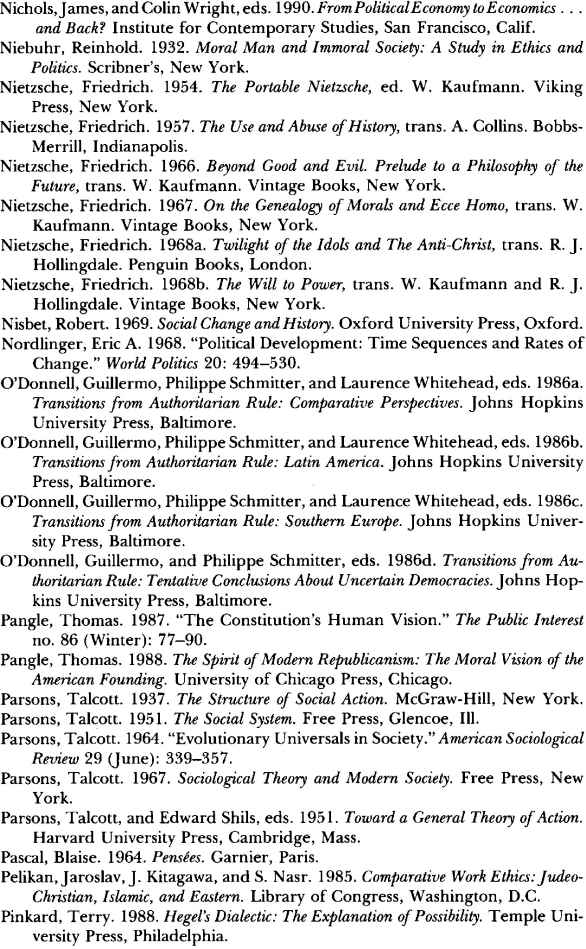 Nichols, James, and Colin Wright, eds. 1990. From Political Economy to Economics . . .
and Back? Institute for Contemporary Studies, San Francisco, Calif.
Niebuhr, Reinhold. 1932. Moral Man and Immoral Society: A Study in Ethics and
Politics. Scribner's, New York.
Nietzsche, Friedrich. 1954. The Portable Nietzsche, ed. W. Kaufmann. Viking
Press, New York.
Nietzsche, Friedrich. 1957. The Use and Abuse of History, trans. A. Collins. Bobbs-
Merrill, Indianapolis.
Nietzsche, Friedrich. 1966. Beyond Good and Evil. Prelude to a Philosophy of the
Future, trans. W. Kaufmann. Vintage Books, New York.
Nietzsche, Friedrich. 1967. On the Genealogy of Morals and Ecce Homo, trans. W.
Kaufmann. Vintage Books, New York.
Nietzsche, Friedrich. 1968a. Twilight of the Idols and The Anti-Christ, trans. R. J.
Hollingdale. Penguin Books, London.
Nietzsche, Friedrich. 1968b. The Will to Power, trans. W. Kaufmann and R. J.
Hollingdale. Vintage Books, New York.
Nisbet, Robert. 1969. Social Change and History. Oxford University Press, Oxford.
Nordlinger, Eric A. 1968. “Political Development: Time Sequences and Rates of
Change.” World Politics 20: 494–530.
O'Donnell, Guillermo, Philippe Schmitter, and Laurence Whitehead, eds. 1986a.
Transitions from Authoritarian Rule: Comparative Perspectives. Johns Hopkins
University Press, Baltimore.
O'Donnell, Guillermo, Philippe Schmitter, and Laurence Whitehead, eds. 1986b.
Transitions from Authoritarian Rule: Latin America. Johns Hopkins University
Press, Baltimore.
O'Donnell, Guillermo, Philippe Schmitter, and Laurence Whitehead, eds. 1986c.
Transitions from Authoritarian Rule: Southern Europe. Johns Hopkins Univer-
sity Press, Baltimore.
O'Donnell, Guillermo, and Philippe Schmitter, eds. 1986d. Transitions from Au-
thoritarian Rule: Tentative Conclusions About Uncertain Democracies. Johns Hop-
kins University Press, Baltimore.
Pangle, Thomas. 1987. “The Constitution's Human Vision.” The Public Interest
no. 86 (Winter): 77–90.
Pangle, Thomas. 1988. The Spirit of Modern Republicanism: The Moral Vision of the
American Founding. University of Chicago Press, Chicago.
Parsons, Talcott. 1937. The Structure of Social Action. McGraw-Hill, New York.
Parsons, Talcott. 1951. The Social System. Free Press, Glencoe, Ill.
Parsons, Talcott. 1964. “Evolutionary Universals in Society.” American Sociological
Review 29 (June): 339–357.
Parsons, Talcott. 1967. Sociological Theory and Modern Society. Free Press, New
York.
Parsons, Talcott, and Edward Shils, eds. 1951. Toward a General Theory of Action.
Harvard University Press, Cambridge, Mass.
Pascal, Blaise. 1964. Pensées. Garnier, Paris.
Pelikan, Jaroslav, J. Kitagawa, and S. Nasr. 1985. Comparative Work Ethics: Judeo-
Christian, Islamic, and Eastern. Library of Congress, Washington, D.C.
Pinkard, Terry. 1988. Hegel's Dialectic: The Explanation of Possibility. Temple Uni-
versity Press, Philadelphia.